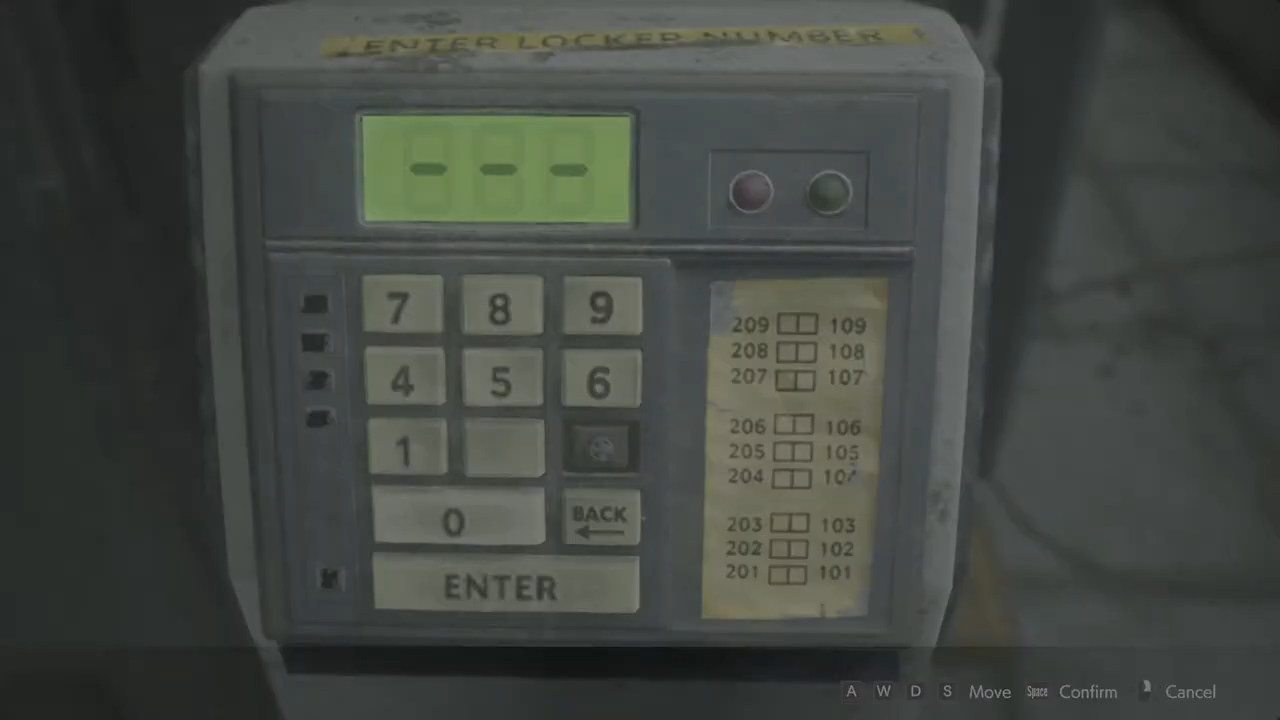 ENTER LOCKER NUMBER
- - -
7 8 9
4 5 6
1
0 BACK
ENTER
209 109
208 108
207 107
206 106
205 105
204 104
203 103
202 102
201 101
A W D S Move Space Confirm Cancel